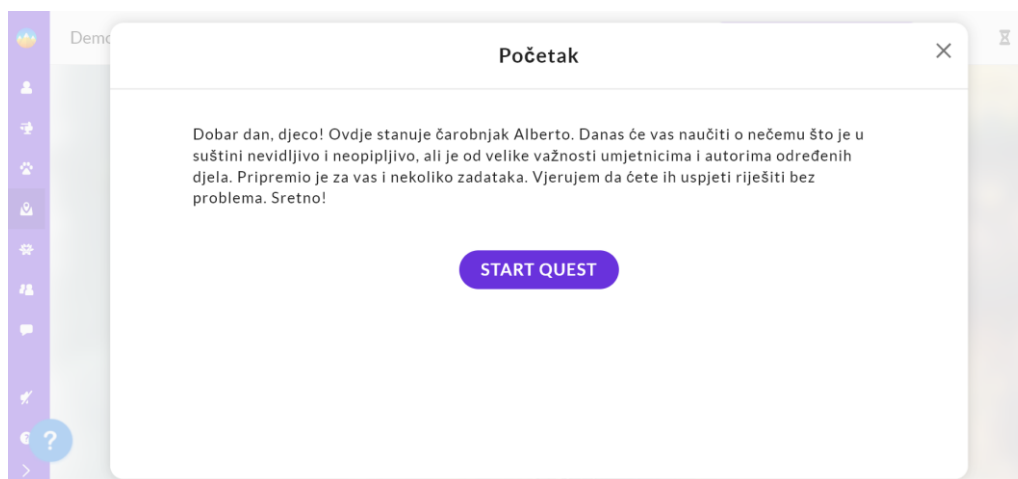 Demo
Početak
Dobar dan, djeco! Ovdje stanuje čarobnjak Alberto. Danas će vas naučiti o nečemu što je u
suštini nevidljivo i neopipljivo, ali je od velike važnosti umjetnicima i autorima određenih
djela. Pripremio je za vas i nekoliko zadataka. Vjerujem da ćete ih uspjeti riješiti bez
problema. Sretno!
START QUEST
?